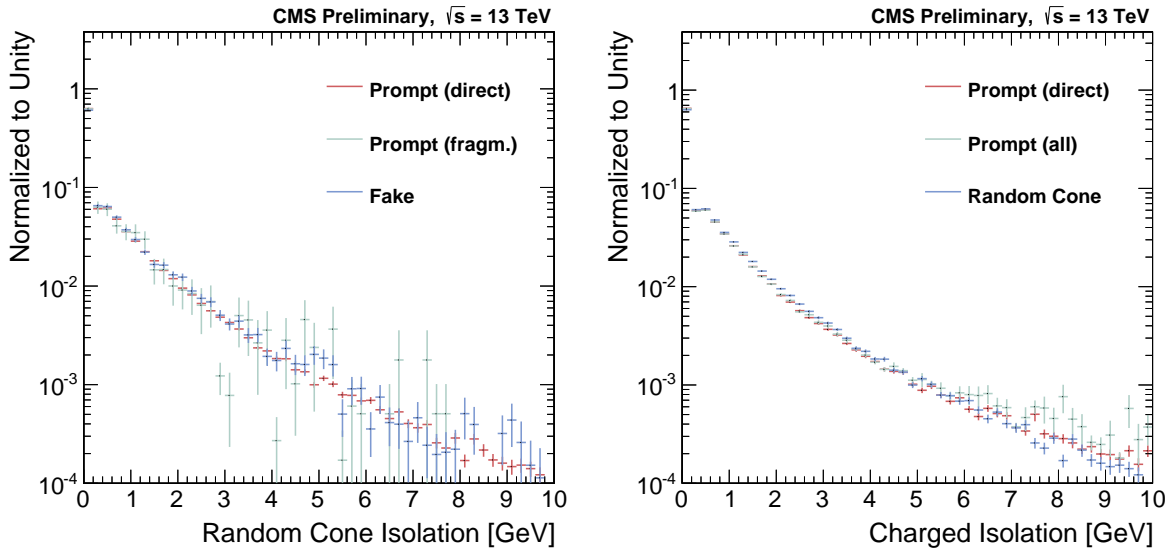 CMS Preliminary, √s = 13 TeV
Normalized to Unity
1
10⁻¹
10⁻²
10⁻³
10⁻⁴
Prompt (direct)
Prompt (fragm.)
Fake
0 1 2 3 4 5 6 7 8 9 10
Random Cone Isolation [GeV]
CMS Preliminary, √s = 13 TeV
Normalized to Unity
1
10⁻¹
10⁻²
10⁻³
10⁻⁴
Prompt (direct)
Prompt (all)
Random Cone
0 1 2 3 4 5 6 7 8 9 10
Charged Isolation [GeV]